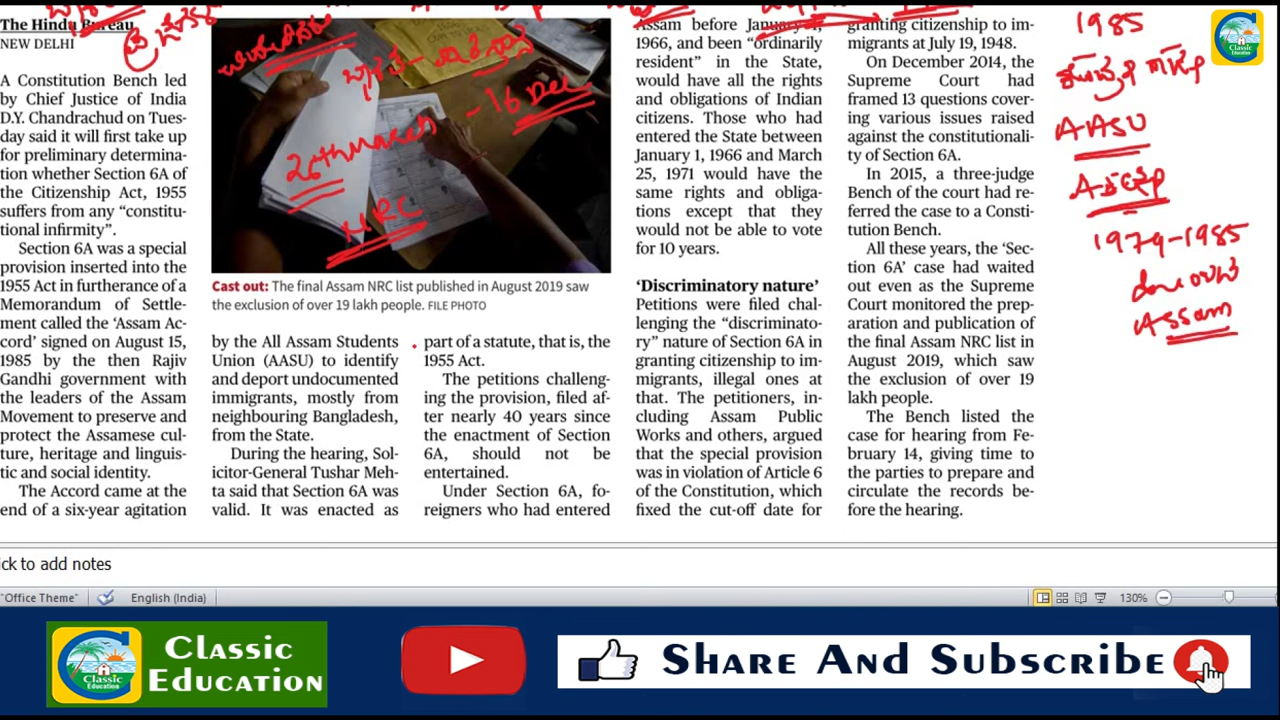 The Hindu Bureau
NEW DELHI
A Constitution Bench led
by Chief Justice of India
D.Y. Chandrachud on Tues-
day said it will first take up
for preliminary determina-
tion whether Section 6A of
the Citizenship Act, 1955
suffers from any “constitu-
tional infirmity”.
Section 6A was a special
provision inserted into the
1955 Act in furtherance of a
Memorandum of Settle-
ment called the ‘Assam Ac-
cord’ signed on August 15,
1985 by the then Rajiv
Gandhi government with
the leaders of the Assam
Movement to preserve and
protect the Assamese cul-
ture, heritage and linguis-
tic and social identity.
The Accord came at the
end of a six-year agitation
26th March - 16 Dec
NRC
Cast out: The final Assam NRC list published in August 2019 saw
the exclusion of over 19 lakh people. FILE PHOTO
by the All Assam Students
Union (AASU) to identify
and deport undocumented
immigrants, mostly from
neighbouring Bangladesh,
from the State.
During the hearing, Sol-
icitor-General Tushar Meh-
ta said that Section 6A was
valid. It was enacted as
part of a statute, that is, the
1955 Act.
The petitions challeng-
ing the provision, filed af-
ter nearly 40 years since
the enactment of Section
6A, should not be
entertained.
Under Section 6A, fo-
reigners who had entered
Assam before January 1,
1966, and been “ordinarily
resident” in the State,
would have all the rights
and obligations of Indian
citizens. Those who had
entered the State between
January 1, 1966 and March
25, 1971 would have the
same rights and obliga-
tions except that they
would not be able to vote
for 10 years.
‘Discriminatory nature’
Petitions were filed chal-
lenging the “discriminato-
ry” nature of Section 6A in
granting citizenship to im-
migrants, illegal ones at
that. The petitioners, in-
cluding Assam Public
Works and others, argued
that the special provision
was in violation of Article 6
of the Constitution, which
fixed the cut-off date for
granting citizenship to im-
migrants at July 19, 1948.
On December 2014, the
Supreme Court had
framed 13 questions cover-
ing various issues raised
against the constitutionali-
ty of Section 6A.
In 2015, a three-judge
Bench of the court had re-
ferred the case to a Consti-
tution Bench.
All these years, the ‘Sec-
tion 6A’ case had waited
out even as the Supreme
Court monitored the prep-
aration and publication of
the final Assam NRC list in
August 2019, which saw
the exclusion of over 19
lakh people.
The Bench listed the
case for hearing from Fe-
bruary 14, giving time to
the parties to prepare and
circulate the records be-
fore the hearing.
1985
AASU
1979-1985
Assam
Classic
Education
ck to add notes
"Office Theme"
English (India)
130%
Classic
Education
Classic
Education
Share And Subscribe